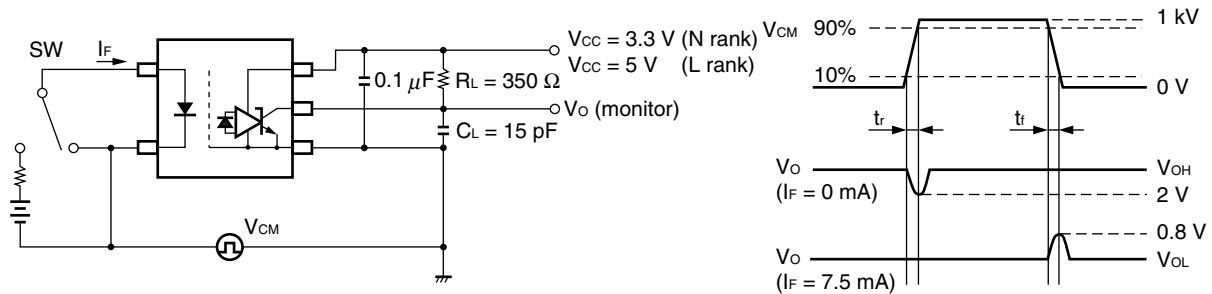 SW
IF
VCC = 3.3 V (N rank)
VCC = 5 V (L rank)
0.1 μF
RL = 350 Ω
VO (monitor)
CL = 15 pF
VCM
VCM
90%
10%
1 kV
0 V
tr
tf
VO
(IF = 0 mA)
VOH
2 V
0.8 V
VO
(IF = 7.5 mA)
VOL